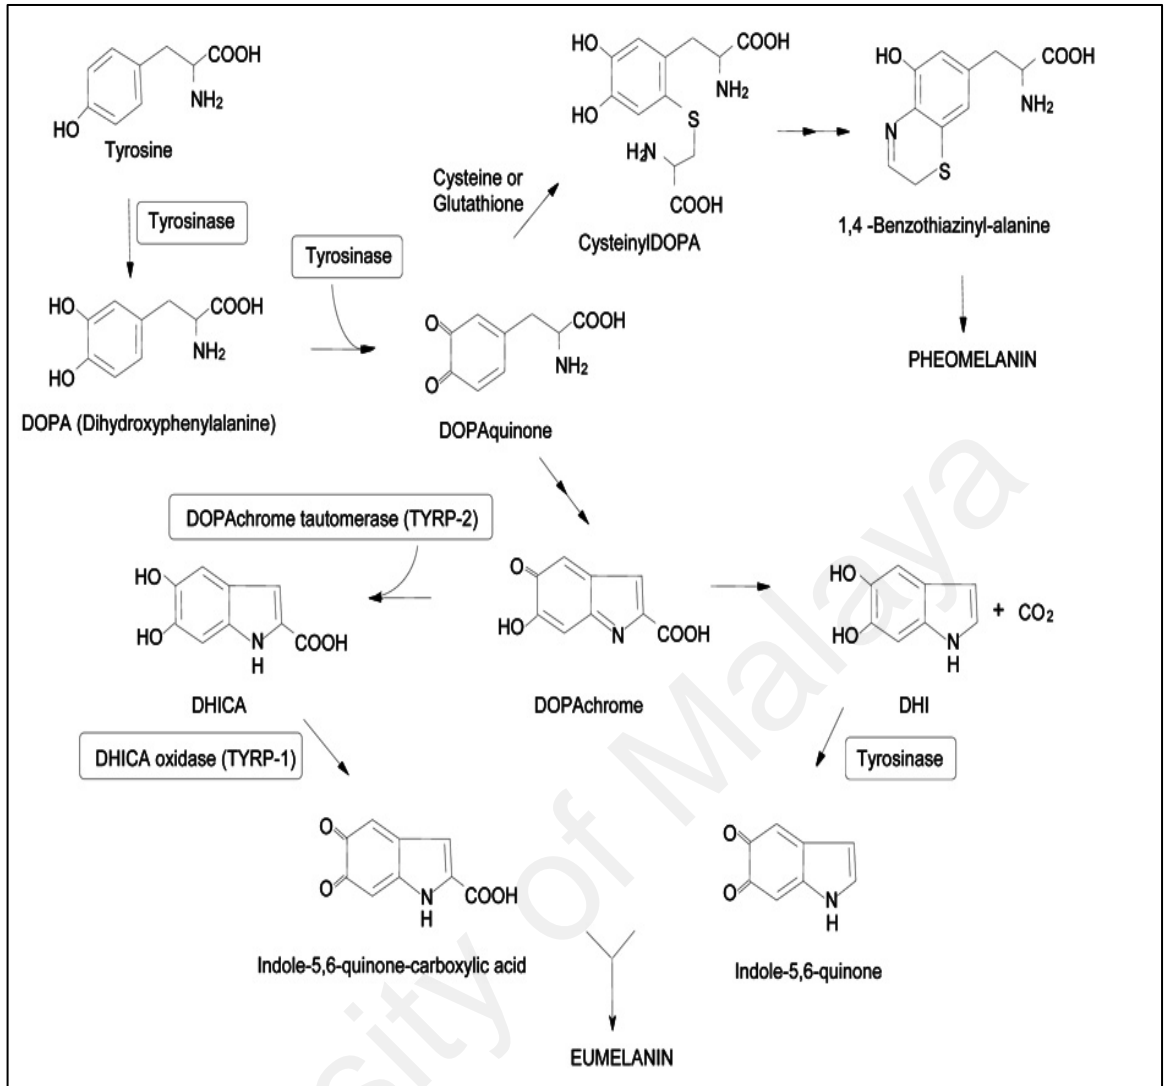 COOH
NH2
HO
Tyrosine
Tyrosinase
HO
HO
COOH
NH2
DOPA (Dihydroxyphenylalanine)
Tyrosinase
O
O
COOH
NH2
DOPAquinone
Cysteine or
Glutathione
HO
HO
COOH
NH2
S
H2N
COOH
CysteinylDOPA
HO
COOH
NH2
N
S
1,4 -Benzothiazinyl-alanine
PHEOMELANIN
DOPAchrome tautomerase (TYRP-2)
HO
HO
N
H
COOH
DHICA
O
HO
N
COOH
DOPAchrome
HO
HO
N
H
+ CO2
DHI
DHICA oxidase (TYRP-1)
Tyrosinase
O
O
N
H
COOH
Indole-5,6-quinone-carboxylic acid
O
O
N
H
Indole-5,6-quinone
EUMELANIN
sity of Malaya